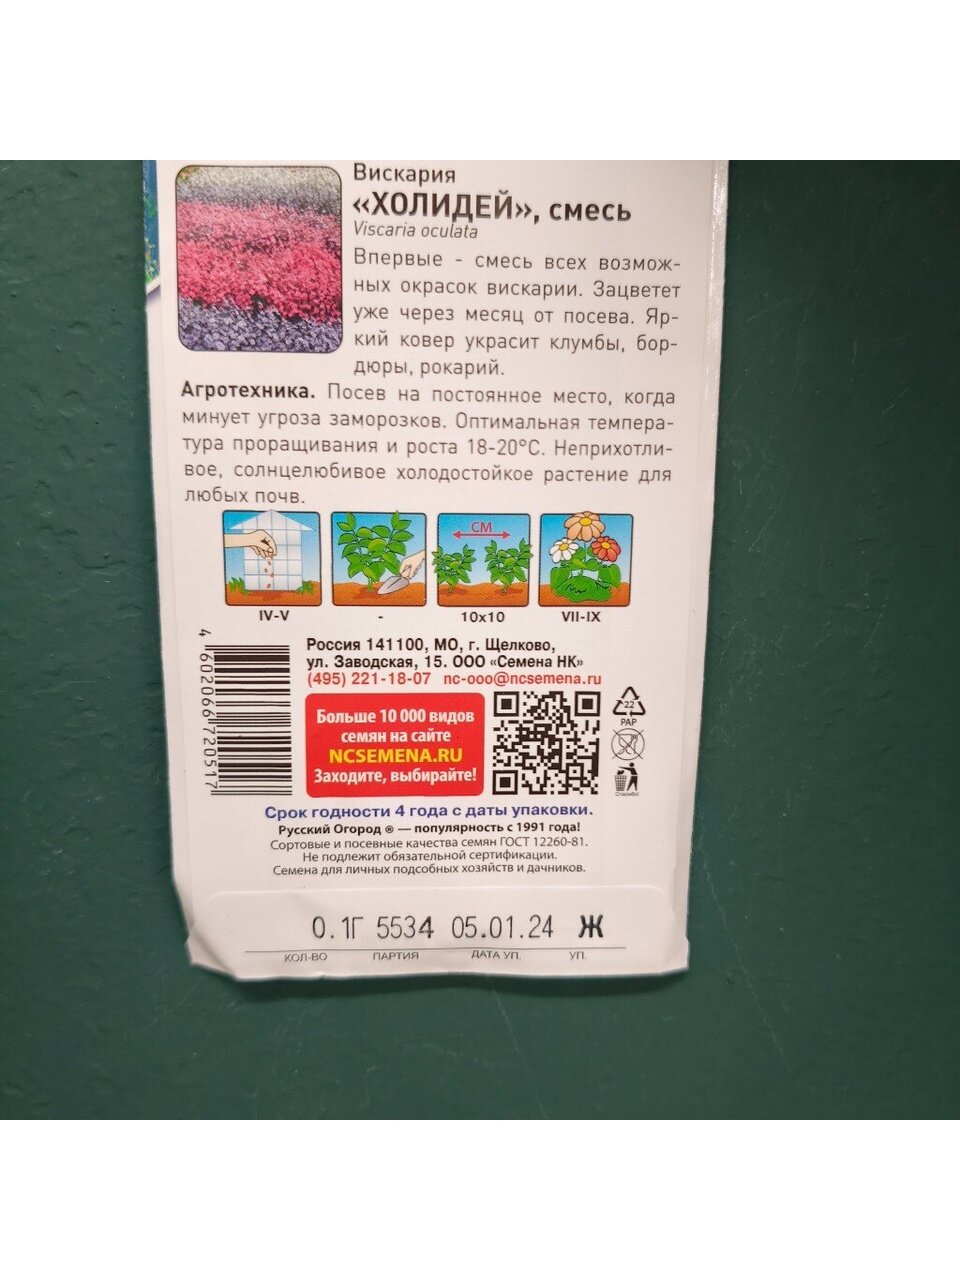 Вискария
«ХОЛИДЕЙ», смесь
Viscaria oculata
Впервые - смесь всех возмож-
ных окрасок вискарии. Зацветет
уже через месяц от посева. Яр-
кий ковер украсит клумбы, бор-
дюры, рокарий.
Агротехника. Посев на постоянное место, когда
минует угроза заморозков. Оптимальная темпера-
тура проращивания и роста 18-20°С. Неприхотли-
вое, солнцелюбивое холодостойкое растение для
любых почв.
СМ
IV-V
-
10x10
VII-IX
4 602066 720517
Россия 141100, МО, г. Щелково,
ул. Заводская, 15. ООО «Семена НК»
(495) 221-18-07 nc-ooo@ncsemena.ru
Больше 10 000 видов
семян на сайте
NCSEMENA.RU
Заходите, выбирайте!
22
PAP
Спасибо!
Срок годности 4 года с даты упаковки.
Русский Огород ® — популярность с 1991 года!
Сортовые и посевные качества семян ГОСТ 12260-81.
Не подлежит обязательной сертификации.
Семена для личных подсобных хозяйств и дачников.
0.1Г 5534 05.01.24 Ж
КОЛ-ВО ПАРТИЯ ДАТА УП. УП.